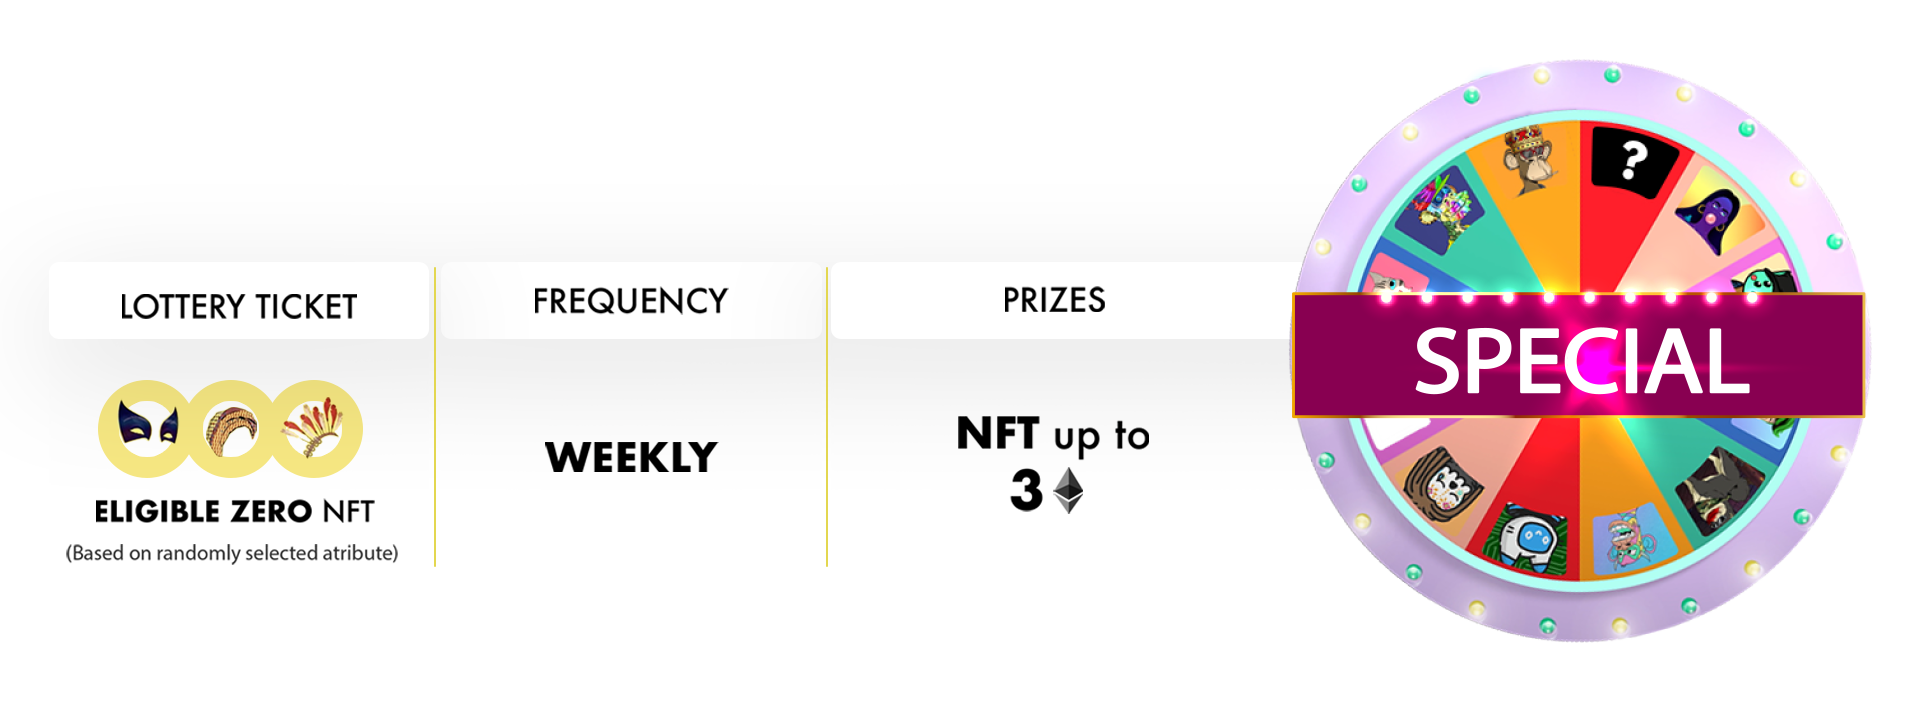 LOTTERY TICKET
FREQUENCY
PRIZES
ELIGIBLE ZERO NFT
(Based on randomly selected atribute)
WEEKLY
NFT up to
3
?
SPECIAL